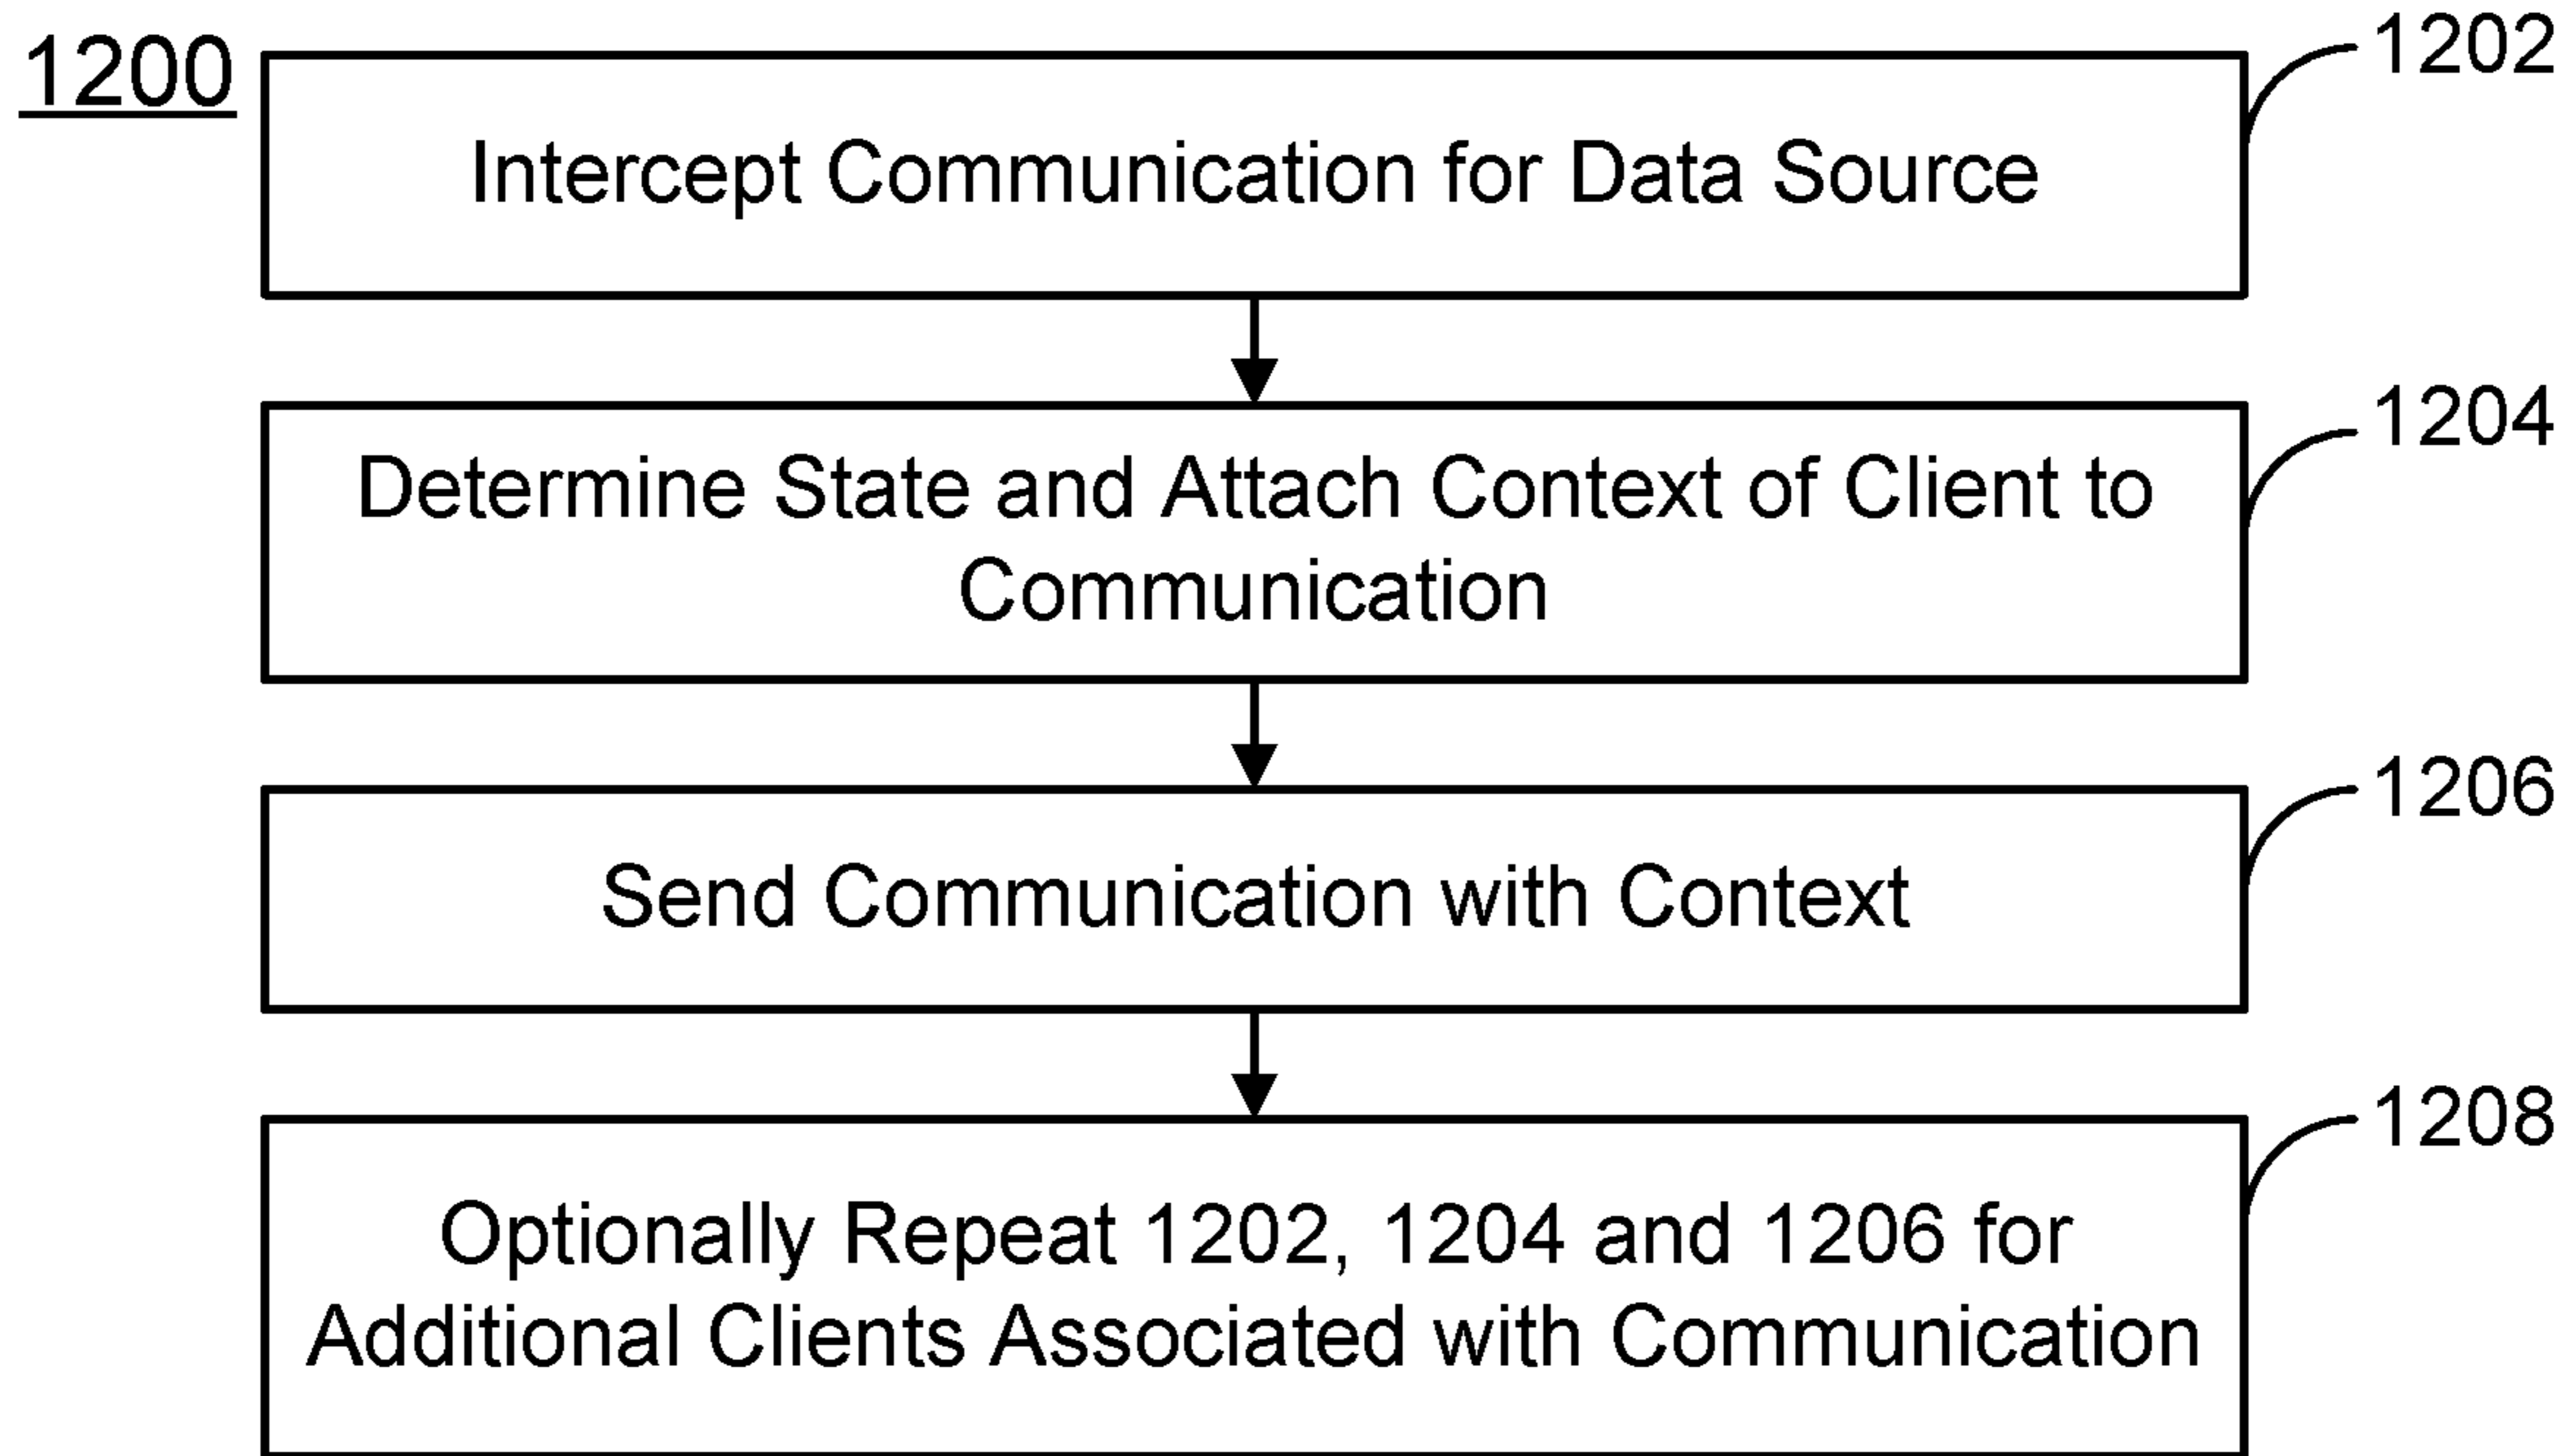 1200
1202
Intercept Communication for Data Source
1204
Determine State and Attach Context of Client to
Communication
1206
Send Communication with Context
1208
Optionally Repeat 1202, 1204 and 1206 for
Additional Clients Associated with Communication